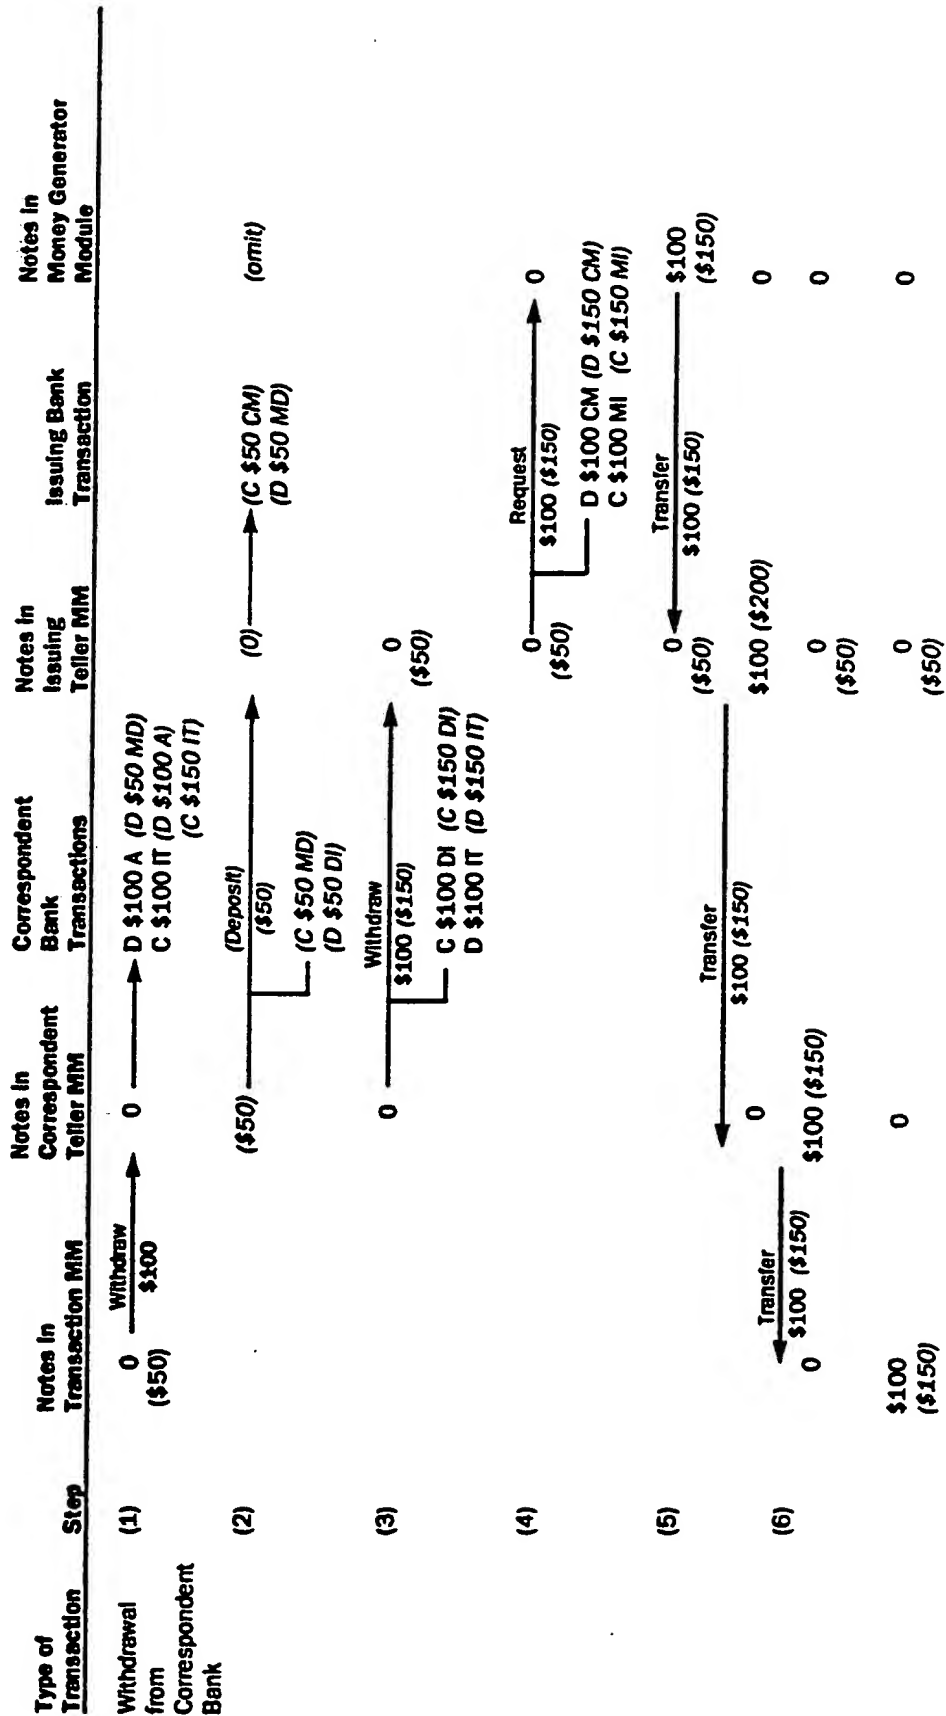 Type of Transaction
Step
Notes in Transaction MM
Notes in Correspondent Teller MM
Correspondent Bank Transactions
Notes in Issuing Teller MM
Issuing Bank Transaction
Notes in Money Generator Module
Withdrawal from Correspondent Bank
(1)
0
($50)
Withdraw
$100
0
D $100 A (D $50 MD)
C $100 IT (D $100 A)
(C $150 IT)
(2)
($50)
(Deposit)
($50)
(C $50 MD)
(D $50 DI)
(0)
(C $50 CM)
(D $50 MD)
(omit)
(3)
0
Withdraw
$100 ($150)
C $100 DI (C $150 DI)
D $100 IT (D $150 IT)
0
($50)
(4)
0
($50)
Request
$100 ($150)
D $100 CM (D $150 CM)
C $100 MI (C $150 MI)
0
(5)
0
($50)
Transfer
$100 ($150)
$100
($150)
(6)
Transfer
$100 ($150)
0
$100 ($200)
0
Transfer
$100 ($150)
0
$100 ($150)
0
($50)
0
$100
($150)
0
0
($50)
0